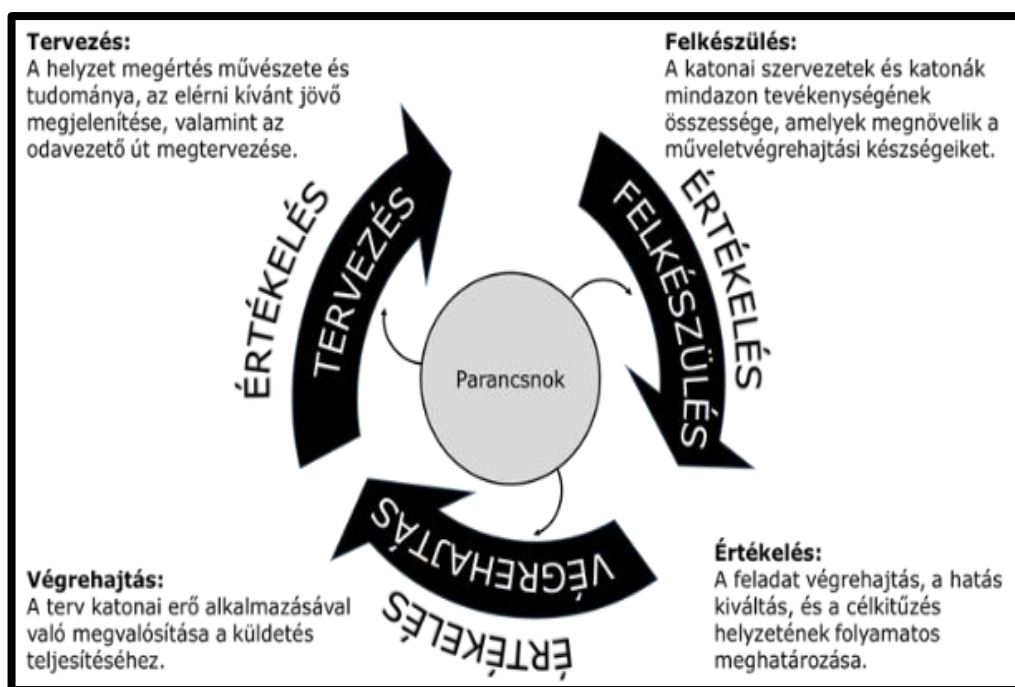 Tervezés:
A helyzet megértés művészete és
tudománya, az elérni kívánt jövő
megjelenítése, valamint az
odavezető út megtervezése.
Felkészülés:
A katonai szervezetek és katonák
mindazon tevékenységének
összessége, amelyek megnövelik a
műveletvégrehajtási készségeiket.
ÉRTÉKELÉS
TERVEZÉS
FELKÉSZÜLÉS
ÉRTÉKELÉS
Parancsnok
VÉGREHAJTÁS
ÉRTÉKELÉS
Végrehajtás:
A terv katonai erő alkalmazásával
való megvalósítása a küldetés
teljesítéséhez.
Értékelés:
A feladat végrehajtás, a hatás
kiváltás, és a célkitűzés
helyzetének folyamatos
meghatározása.